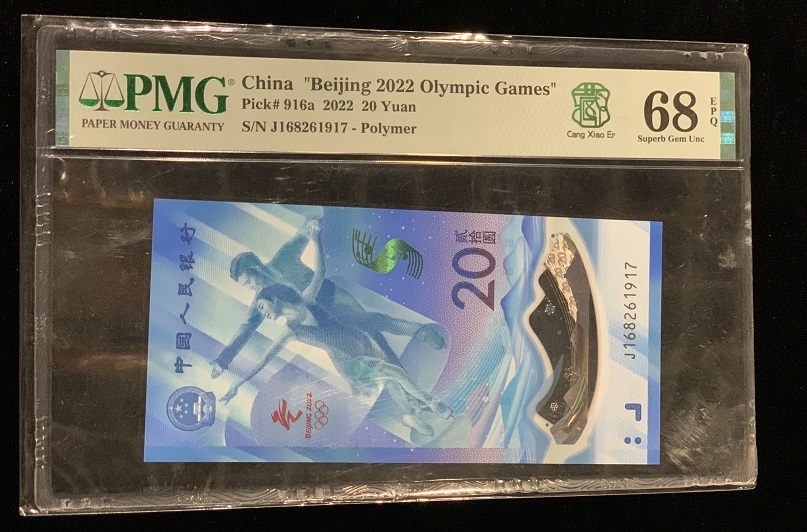 PMG®
PAPER MONEY GUARANTY
China "Beijing 2022 Olympic Games"
Pick# 916a 2022 20 Yuan
S/N J168261917 - Polymer
Cang Xiao Er
68
EPQ
Superb Gem Unc
中国人民银行
贰拾圆
20
BEIJING 2022
J168261917